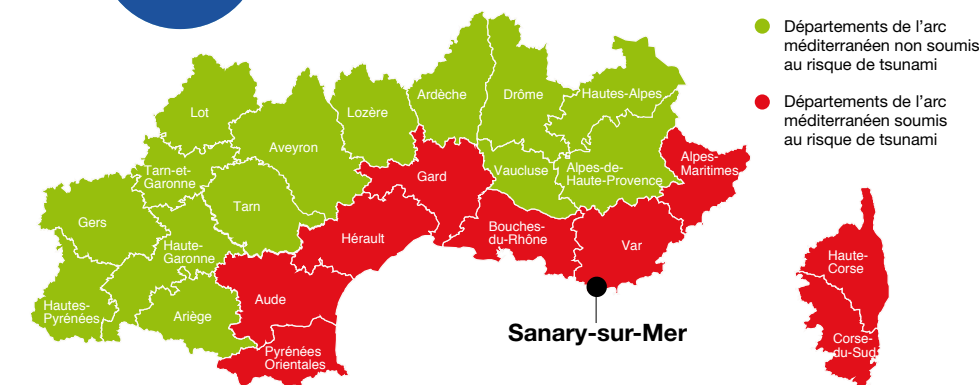 Départements de l'arc
méditerranéen non soumis
au risque de tsunami
Départements de l'arc
méditerranéen soumis
au risque de tsunami
Lot
Lozère
Ardèche
Drôme
Hautes-Alpes
Aveyron
Tarn-et-
Garonne
Gard
Vaucluse
Alpes-de-
Haute-Provence
Alpes-
Maritimes
Gers
Tarn
Haute-
Garonne
Hérault
Bouches-
du-Rhône
Var
Haute-
Corse
Hautes-
Pyrénées
Ariège
Aude
Sanary-sur-Mer
Pyrénées
Orientales
Corse-
du-Sud